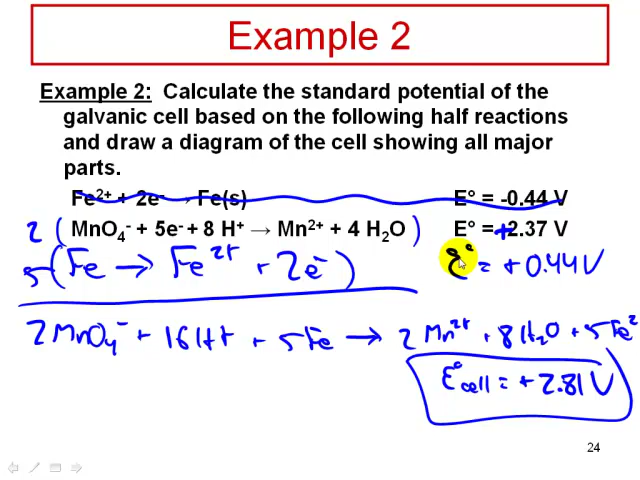 Example 2
Example 2: Calculate the standard potential of the
galvanic cell based on the following half reactions
and draw a diagram of the cell showing all major
parts.
Fe²⁺ + 2e⁻ → Fe(s) E° = -0.44 V
2 ( MnO₄⁻ + 5e⁻ + 8 H⁺ → Mn²⁺ + 4 H₂O ) E° = +2.37 V
5 ( Fe → Fe²⁺ + 2e⁻ ) ε° = +0.44 V
2 MnO₄⁻ + 16 H⁺ + 5 Fe → 2 Mn²⁺ + 8 H₂O + 5 Fe²
ε°cell = +2.81 V
24